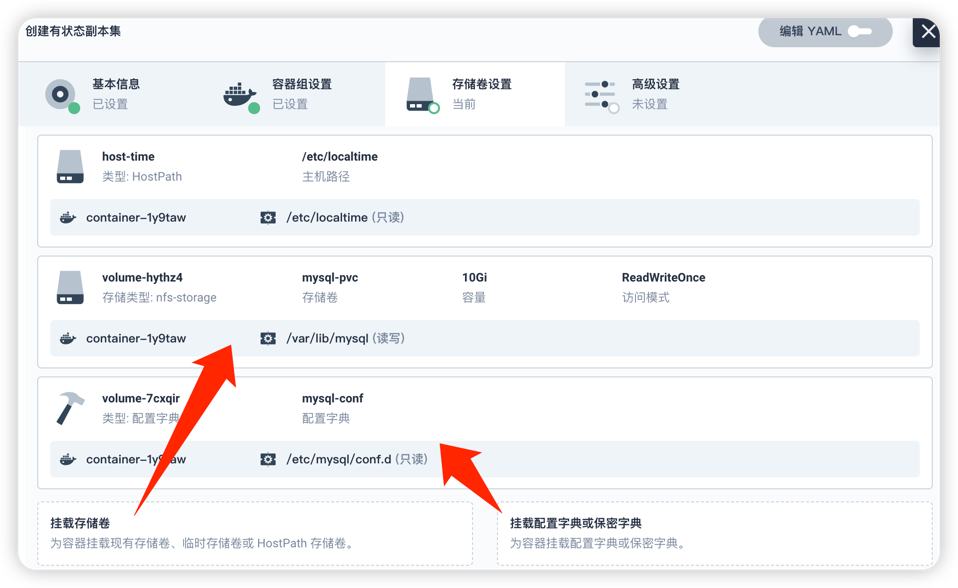 创建有状态副本集
编辑 YAML
基本信息
已设置
容器组设置
已设置
存储卷设置
当前
高级设置
未设置
host-time
类型: HostPath
/etc/localtime
主机路径
container-1y9taw
/etc/localtime (只读)
volume-hythz4
存储类型: nfs-storage
mysql-pvc
存储卷
10Gi
容量
ReadWriteOnce
访问模式
container-1y9taw
/var/lib/mysql (读写)
volume-7cxqir
类型: 配置字典
mysql-conf
配置字典
container-1y9taw
/etc/mysql/conf.d (只读)
挂载存储卷
为容器挂载现有存储卷、临时存储卷或 HostPath 存储卷。
挂载配置字典或保密字典
为容器挂载配置字典或保密字典。